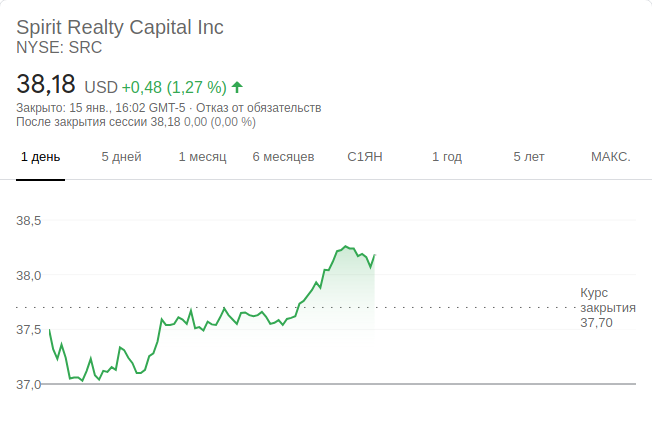 Spirit Realty Capital Inc
NYSE: SRC
38,18 USD +0,48 (1,27 %)
Закрыто: 15 янв., 16:02 GMT-5 · Отказ от обязательств
После закрытия сессии 38,18 0,00 (0,00 %)
1 день 5 дней 1 месяц 6 месяцев С1ЯН 1 год 5 лет МАКС.
38,5
38,0
Курс
закрытия
37,70
37,5
37,0